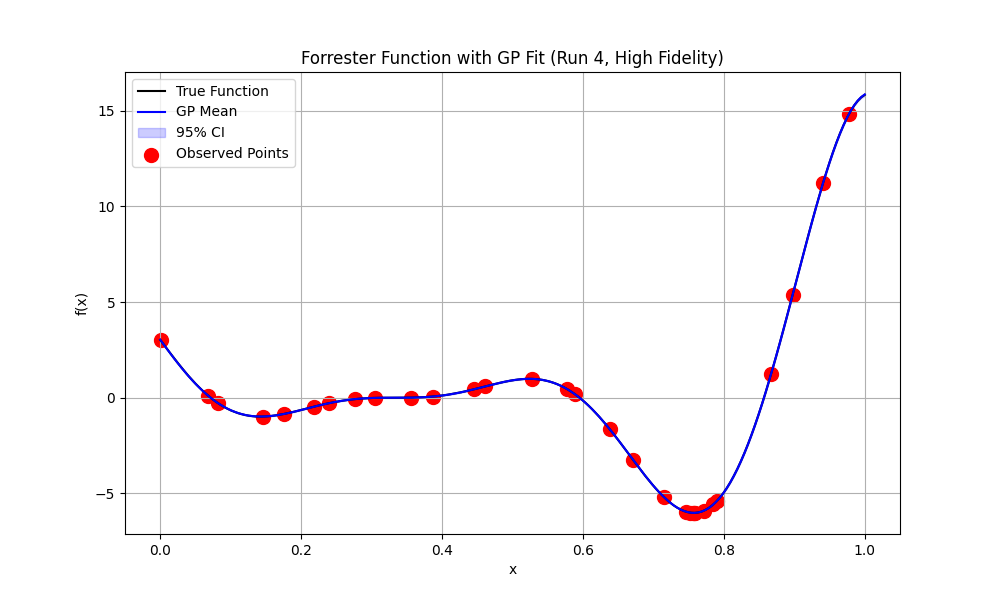 Forrester Function with GP Fit (Run 4, High Fidelity)
True Function
GP Mean
95% CI
Observed Points
15
10
5
0
−5
f(x)
0.0 0.2 0.4 0.6 0.8 1.0
x